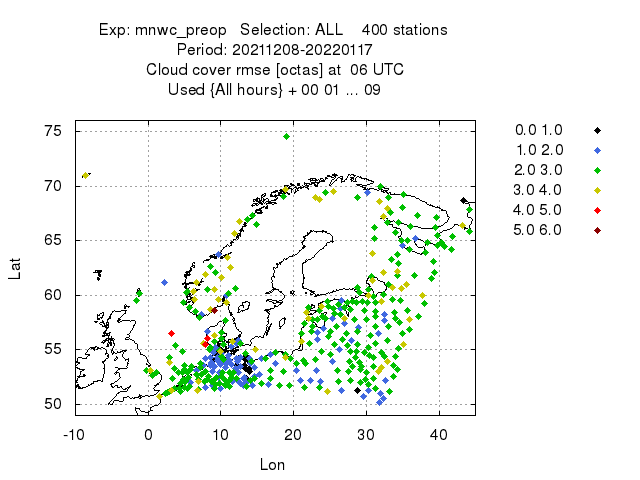 Exp: mnwc_preop   Selection: ALL    400 stations
Period: 20211208-20220117
Cloud cover rmse [octas] at  06 UTC
Used {All hours} + 00 01 ... 09
0.0 1.0
1.0 2.0
2.0 3.0
3.0 4.0
4.0 5.0
5.0 6.0
75
70
65
60
55
50
Lat
-10 0 10 20 30 40
Lon